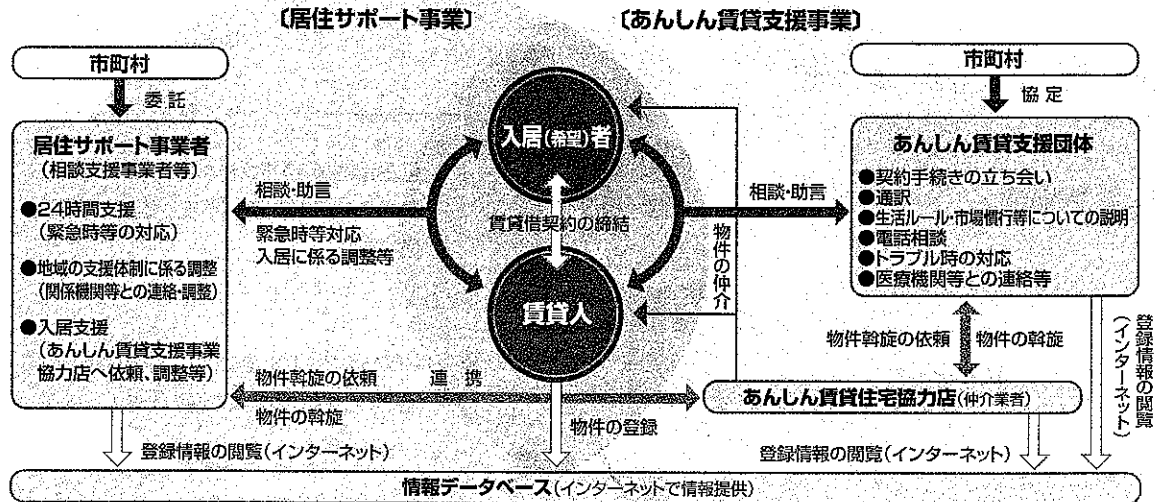 〔居住サポート事業〕
〔あんしん賃貸支援事業〕
市町村
委託
居住サポート事業者
(相談支援事業者等)
●24時間支援
(緊急時等の対応)
●地域の支援体制に係る調整
(関係機関等との連絡・調整)
●入居支援
(あんしん賃貸支援事業
協力店へ依頼、調整等)
相談・助言
緊急時等対応
入居に係る調整等
入居(希望)者
賃貸借契約の締結
賃貸人
物件の仲介
相談・助言
市町村
協定
あんしん賃貸支援団体
●契約手続きの立ち会い
●通訳
●生活ルール・市場慣行等についての説明
●電話相談
●トラブル時の対応
●医療機関等との連絡等
物件斡旋の依頼
物件の斡旋
登録情報の閲覧
(インターネット)
物件斡旋の依頼
連携
物件の斡旋
あんしん賃貸住宅協力店(仲介業者)
物件の登録
登録情報の閲覧(インターネット)
登録情報の閲覧(インターネット)
情報データベース(インターネットで情報提供)